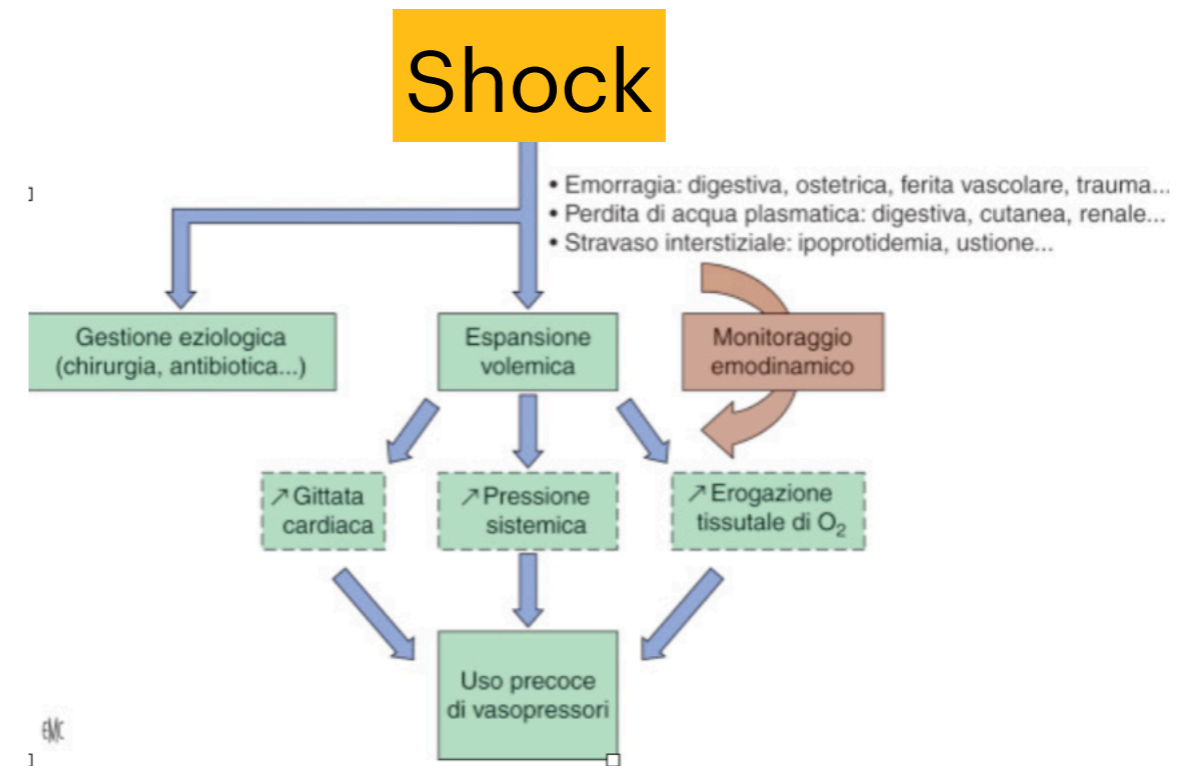 Shock
• Emorragia: digestiva, ostetrica, ferita vascolare, trauma...
• Perdita di acqua plasmatica: digestiva, cutanea, renale...
• Stravaso interstiziale: ipoprotidemia, ustione...
Gestione eziologica
(chirurgia, antibiotica...)
Espansione
volemica
Monitoraggio
emodinamico
↗Gittata
cardiaca
↗Pressione
sistemica
↗Erogazione
tissutale di O₂
Uso precoce
di vasopressori
EMC